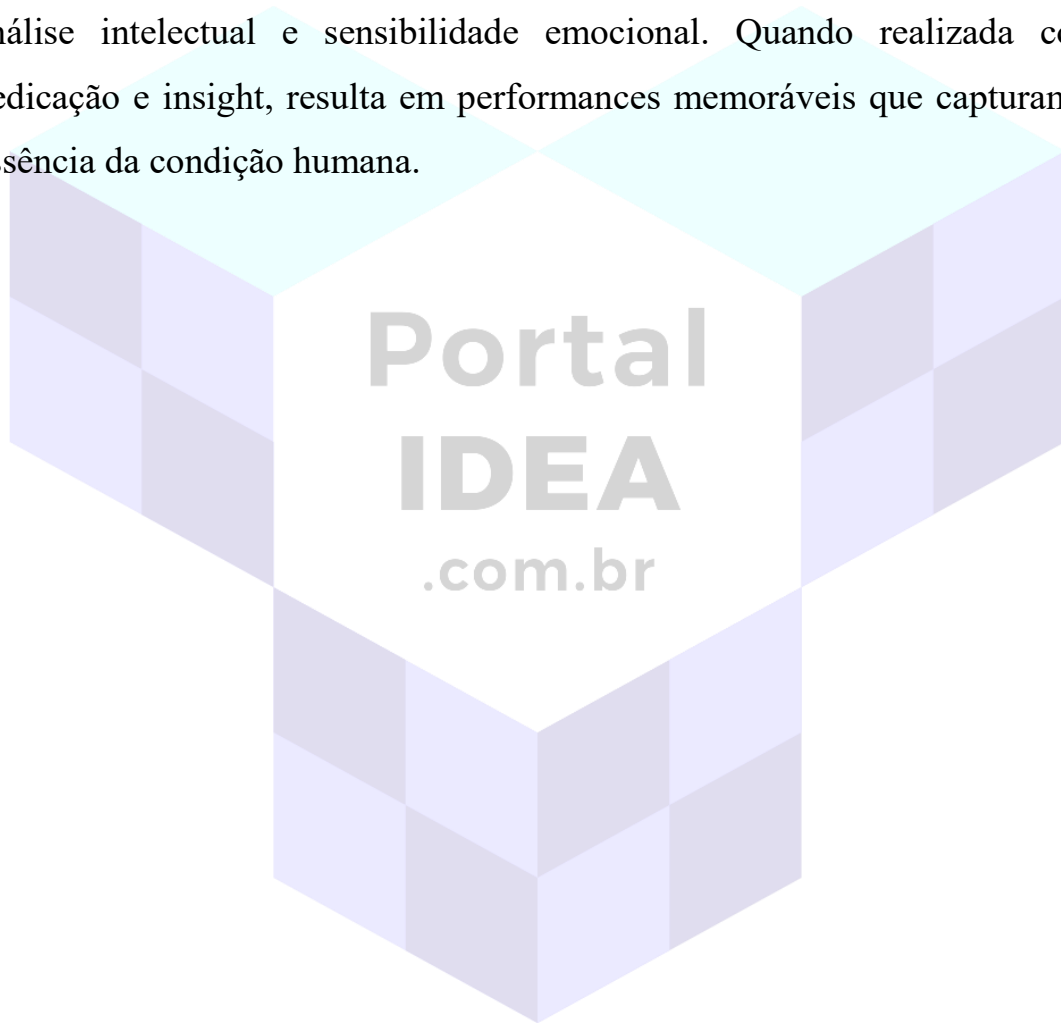 nálise intelectual e sensibilidade emocional. Quando realizada co
edicação e insight, resulta em performances memoráveis que capturam
ssência da condição humana.
Portal
IDEA
.com.br